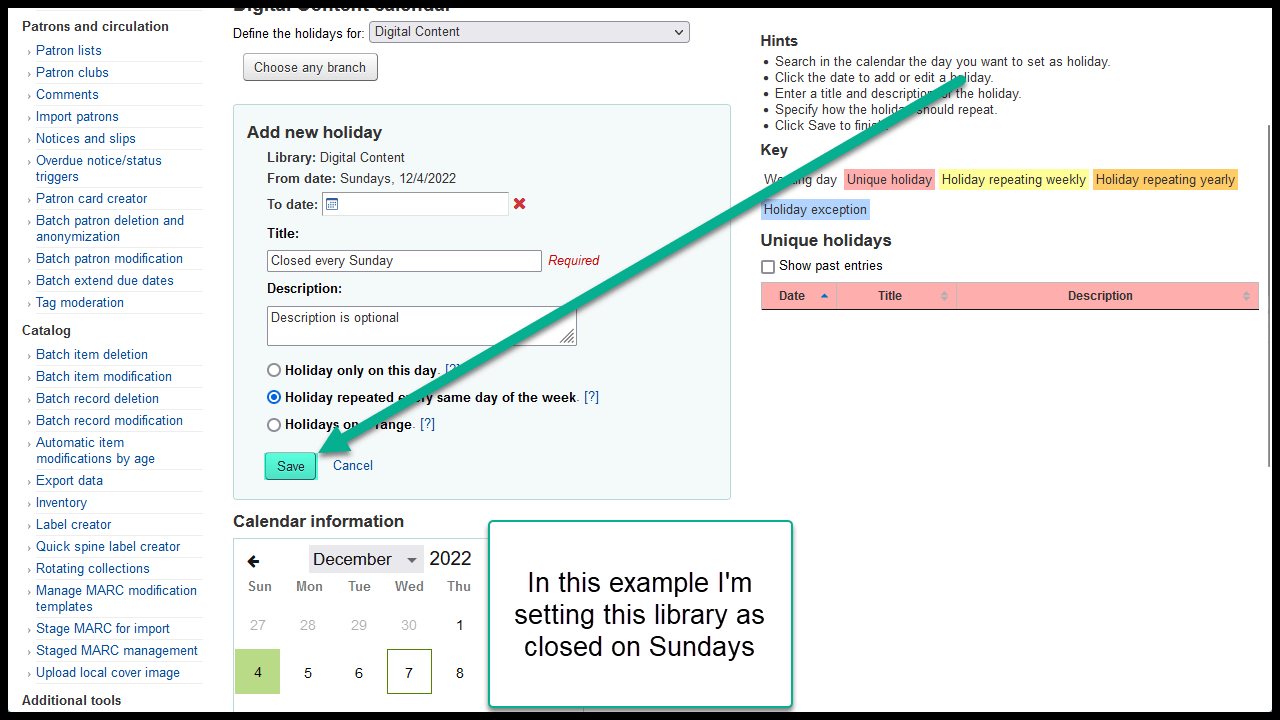 Patrons and circulation
Patron lists
Patron clubs
Comments
Import patrons
Notices and slips
Overdue notice/status
triggers
Patron card creator
Batch patron deletion and
anonymization
Batch patron modification
Batch extend due dates
Tag moderation
Catalog
Batch item deletion
Batch item modification
Batch record deletion
Batch record modification
Automatic item
modifications by age
Export data
Inventory
Label creator
Quick spine label creator
Rotating collections
Manage MARC modification
templates
Stage MARC for import
Staged MARC management
Upload local cover image
Additional tools
Digital Content calendar
Define the holidays for: Digital Content
Choose any branch
Add new holiday
Library: Digital Content
From date: Sundays, 12/4/2022
To date:
Title:
Closed every Sunday Required
Description:
Description is optional
Holiday only on this day. [?]
Holiday repeated every same day of the week. [?]
Holidays on range. [?]
Save Cancel
Calendar information
December 2022
Sun Mon Tue Wed Thu
27 28 29 30 1
4 5 6 7 8
In this example I'm
setting this library as
closed on Sundays
Hints
Search in the calendar the day you want to set as holiday.
Click the date to add or edit a holiday.
Enter a title and description for the holiday.
Specify how the holiday should repeat.
Click Save to finish.
Key
Working day Unique holiday Holiday repeating weekly Holiday repeating yearly
Holiday exception
Unique holidays
Show past entries
Date Title Description